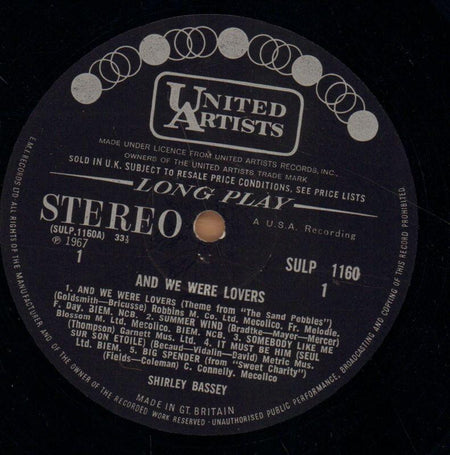 UNITED
ARTISTS
MADE UNDER LICENCE FROM UNITED ARTISTS RECORDS, INC.
OWNERS OF THE UNITED ARTISTS TRADE MARK
SOLD IN U.K. SUBJECT TO RESALE PRICE CONDITIONS, SEE PRICE LISTS
LONG PLAY
STEREO
A U.S.A. Recording
(SULP.1160A) 33⅓
℗ 1967
1
SULP 1160
1
AND WE WERE LOVERS
1. AND WE WERE LOVERS (Theme from "The Sand Pebbles")
(Goldsmith—Bricusse) Robbins M. Co. Ltd. Mecolico, Fr. Melodie,
F. Day, BIEM, NCB. 2. SUMMER WIND (Bradtke—Mayer—Mercer)
Blossom M. Ltd. Mecolico. BIEM, NCB 3. SOMEBODY LIKE ME
(Thompson) Garnet Mus. Ltd. 4. IT MUST BE HIM (SEUL
SUR SON ETOILE) (Becaud—Vidalin—David) Metric Mus.
Ltd. BIEM. 5. BIG SPENDER (from "Sweet Charity")
(Fields—Coleman) C. Connelly. Mecolico
SHIRLEY BASSEY
MADE IN GT. BRITAIN
E.M.I. RECORDS LTD ALL RIGHTS OF THE MANUFACTURER AND OF THE OWNER OF THE RECORDED WORK RESERVED · UNAUTHORISED PUBLIC PERFORMANCE, BROADCASTING AND COPYING OF THIS RECORD PROHIBITED